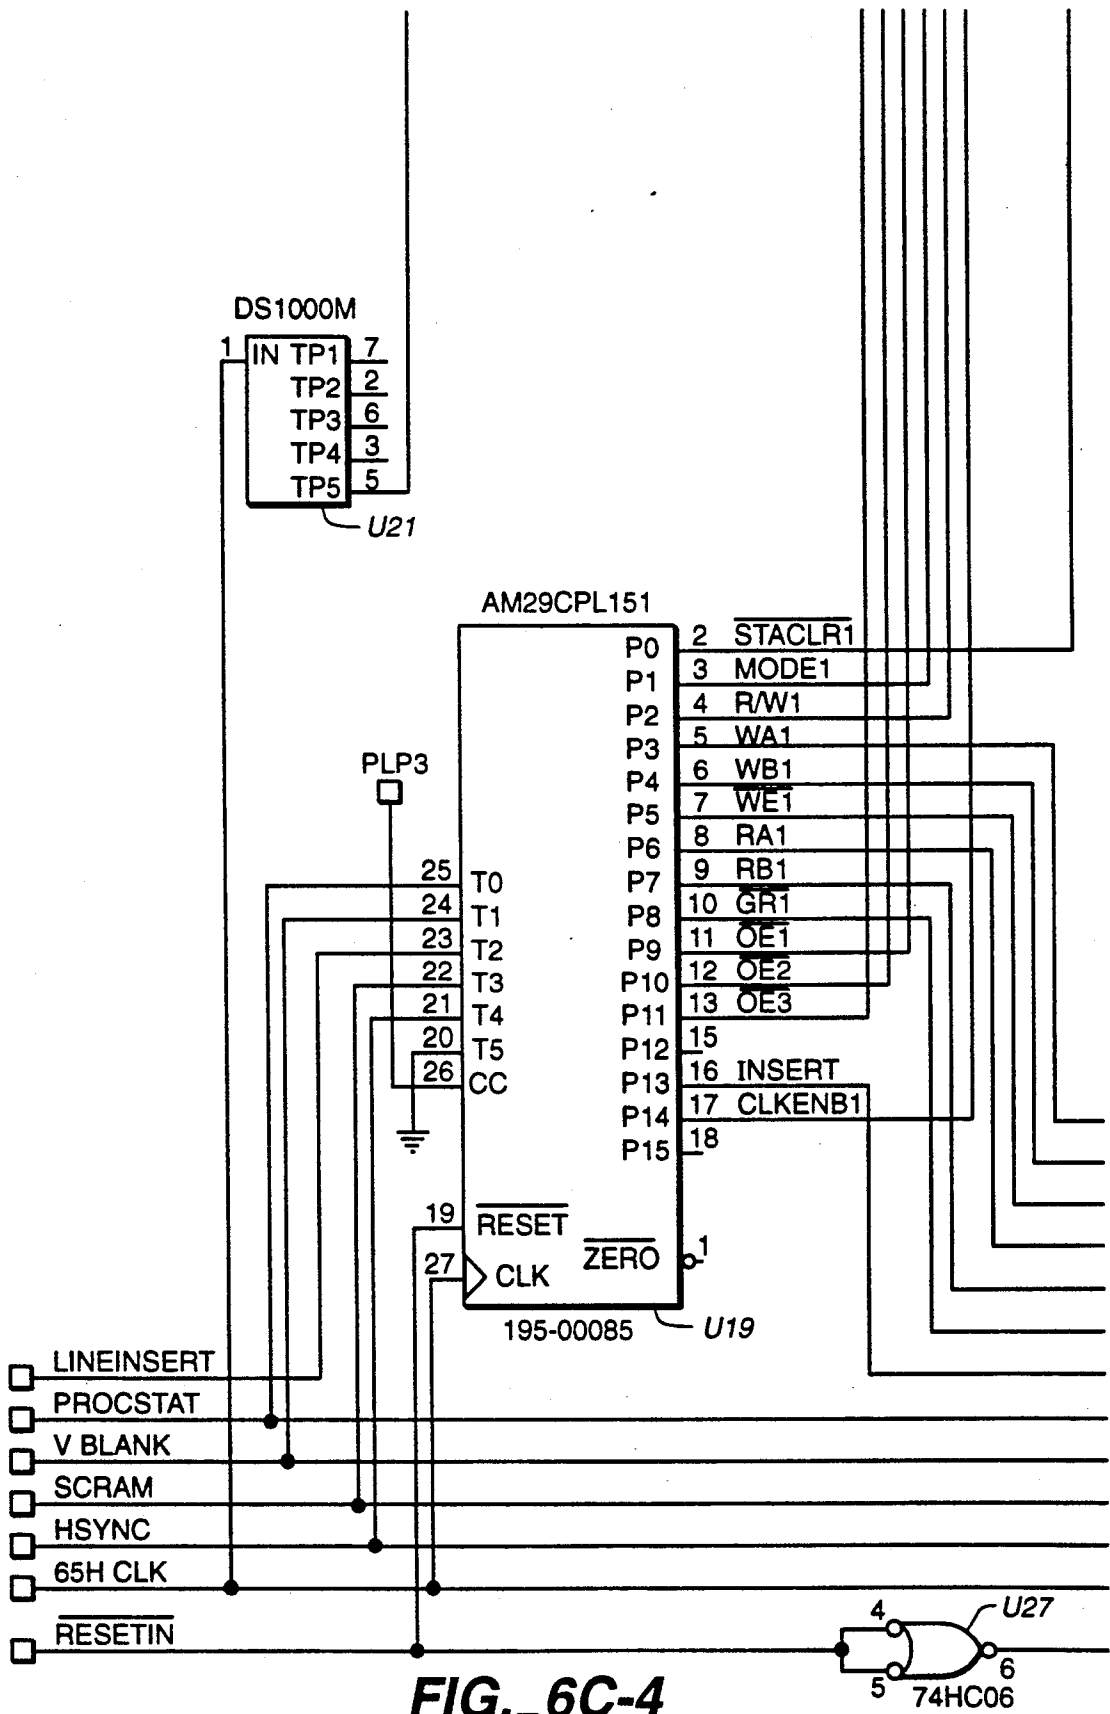 DS1000M
1 IN TP1 7
TP2 2
TP3 6
TP4 3
TP5 5
U21
AM29CPL151
P0 2 STACLR1
P1 3 MODE1
P2 4 R/W1
P3 5 WA1
PLP3
P4 6 WB1
P5 7 WE1
P6 8 RA1
25 T0 P7 9 RB1
24 T1 P8 10 GR1
23 T2 P9 11 OE1
22 T3 P10 12 OE2
21 T4 P11 13 OE3
20 T5 P12 15
26 CC P13 16 INSERT
P14 17 CLKENB1
P15 18
19 RESET
ZERO 1
27 CLK
195-00085 U19
LINEINSERT
PROCSTAT
V BLANK
SCRAM
HSYNC
65H CLK
RESETIN
4 U27
5 6
74HC06
FIG._6C-4